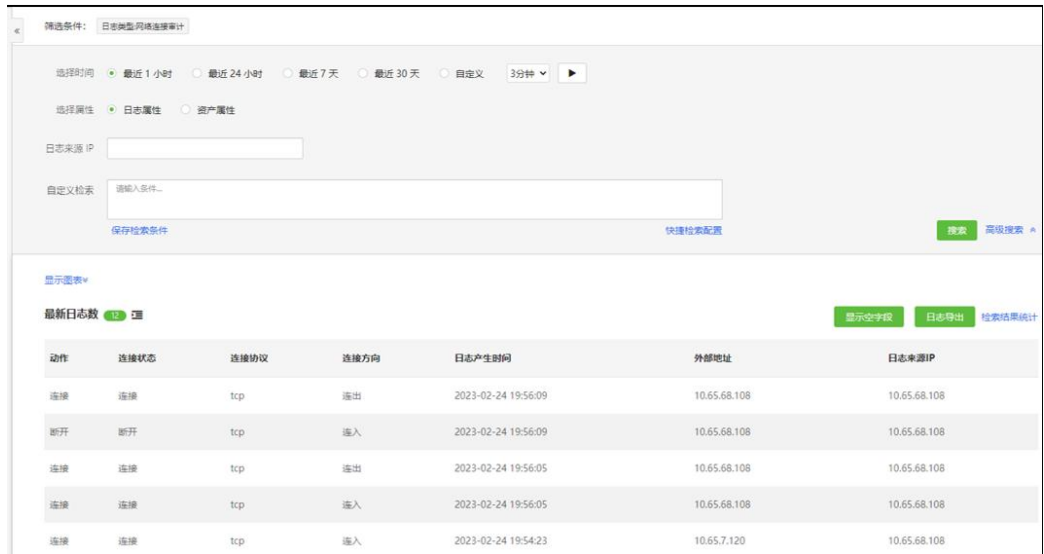 «
筛选条件： 日志类型:网络连接审计
选择时间 最近 1 小时 最近 24 小时 最近 7 天 最近 30 天 自定义 3分钟
选择属性 日志属性 资产属性
日志来源 IP
自定义检索 请输入条件...
保存检索条件 快捷检索配置 搜索 高级搜索
显示图表
最新日志数 12 显示空字段 日志导出 检索结果统计
动作 连接状态 连接协议 连接方向 日志产生时间 外部地址 日志来源IP
连接 连接 tcp 连出 2023-02-24 19:56:09 10.65.68.108 10.65.68.108
断开 断开 tcp 连入 2023-02-24 19:56:09 10.65.68.108 10.65.68.108
连接 连接 tcp 连出 2023-02-24 19:56:05 10.65.68.108 10.65.68.108
连接 连接 tcp 连入 2023-02-24 19:56:05 10.65.68.108 10.65.68.108
连接 连接 tcp 连入 2023-02-24 19:54:23 10.65.7.120 10.65.68.108